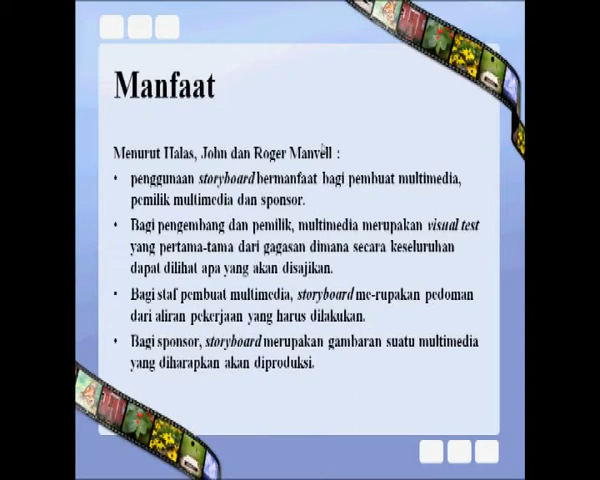 Manfaat
Menurut Halas, John dan Roger Manvell :
• penggunaan storyboard bermanfaat bagi pembuat multimedia,
pemilik multimedia dan sponsor.
• Bagi pengembang dan pemilik, multimedia merupakan visual test
yang pertama-tama dari gagasan dimana secara keseluruhan
dapat dilihat apa yang akan disajikan.
• Bagi staf pembuat multimedia, storyboard me-rupakan pedoman
dari aliran pekerjaan yang harus dilakukan.
• Bagi sponsor, storyboard merupakan gambaran suatu multimedia
yang diharapkan akan diproduksi.